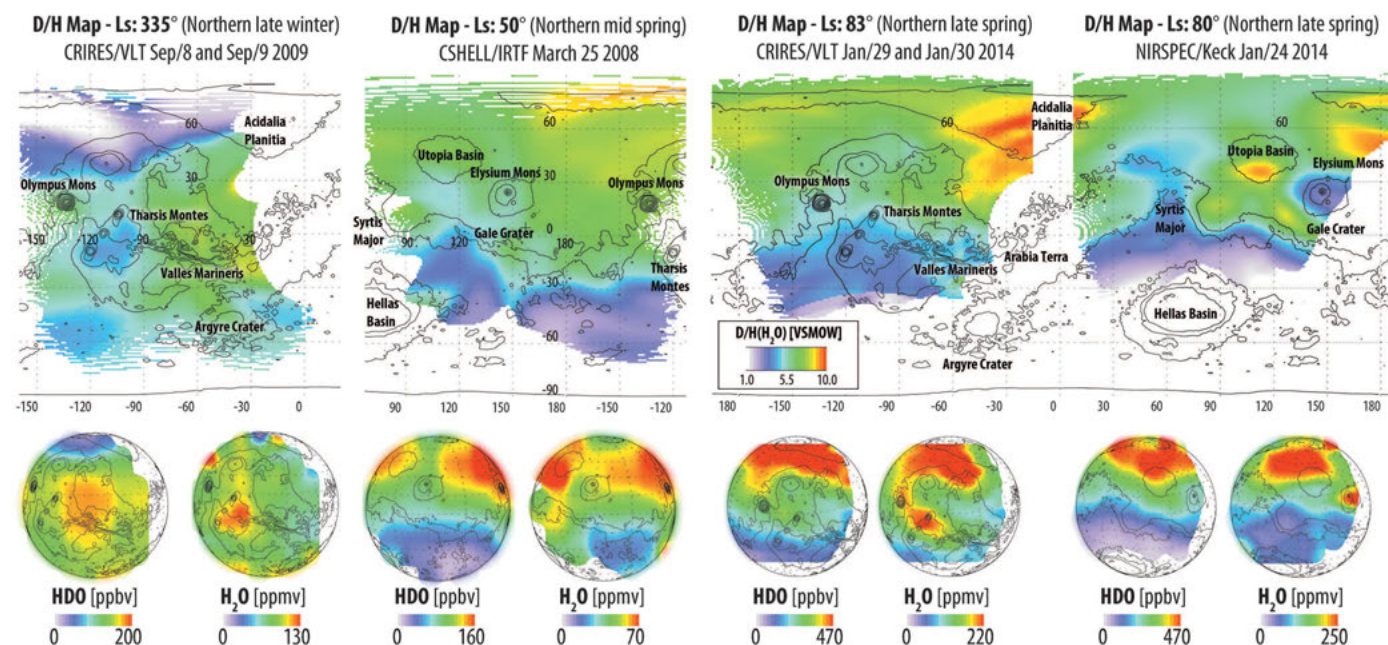 D/H Map - Ls: 335° (Northern late winter)
CRIRES/VLT Sep/8 and Sep/9 2009
D/H Map - Ls: 50° (Northern mid spring)
CSHELL/IRTF March 25 2008
D/H Map - Ls: 83° (Northern late spring)
CRIRES/VLT Jan/29 and Jan/30 2014
D/H Map - Ls: 80° (Northern late spring)
NIRSPEC/Keck Jan/24 2014
60
Acidalia
Planitia
30
Olympus Mons
Tharsis Montes
-150
-120
-90
30
Valles Marineris
Argyre Crater
-150 -120 -90 -60 -30 0
60
Utopia Basin
Elysium Mons
30
Olympus Mons
Syrtis
Major
90
120
Gale Grater
0
180
-30
Tharsis
Montes
Hellas
Basin
-60
-90
90 120 150 180 -150 -120
60
Acidalia
Planitia
Olympus Mons
Tharsis Montes
Valles Marineris
Arabia Terra
D/H(H2O) [VSMOW]
1.0 5.5 10.0
Argyre Crater
180 -150 -120 -90 -60 -30 0
60
Utopia Basin
Elysium Mons
Syrtis
Major
Gale Crater
Hellas Basin
30 60 90 120 150 180
HDO [ppbv]
0 200
H2O [ppmv]
0 130
HDO [ppbv]
0 160
H2O [ppmv]
0 70
HDO [ppbv]
0 470
H2O [ppmv]
0 220
HDO [ppbv]
0 470
H2O [ppmv]
0 250